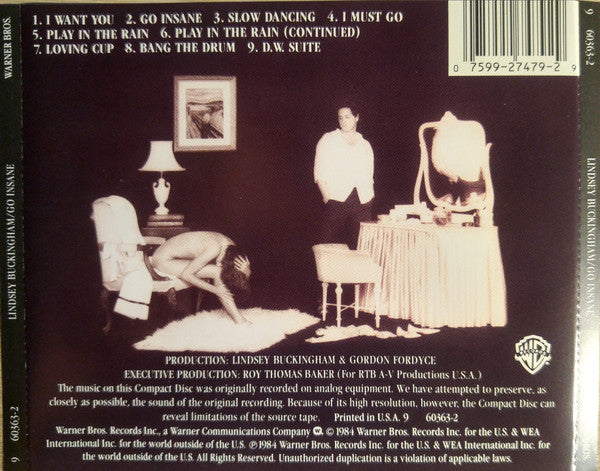 1. I WANT YOU 2. GO INSANE 3. SLOW DANCING 4. I MUST GO
5. PLAY IN THE RAIN 6. PLAY IN THE RAIN (CONTINUED)
7. LOVING CUP 8. BANG THE DRUM 9. D.W. SUITE
0 7599-27479-2 9
WARNER BROS.
LINDSEY BUCKINGHAM/GO INSANE
9 60363-2
9 60363-2
LINDSEY BUCKINGHAM/GO INSANE
PRODUCTION: LINDSEY BUCKINGHAM & GORDON FORDYCE
EXECUTIVE PRODUCTION: ROY THOMAS BAKER (For RTB A-V Productions U.S.A.)
The music on this Compact Disc was originally recorded on analog equipment. We have attempted to preserve, as
closely as possible, the sound of the original recording. Because of its high resolution, however, the Compact Disc can
reveal limitations of the source tape. Printed in U.S.A. 9 60363-2
Warner Bros. Records Inc., a Warner Communications Company W © 1984 Warner Bros. Records Inc. for the U.S. & WEA
International Inc. for the world outside of the U.S. ℗ 1984 Warner Bros. Records Inc. for the U.S. & WEA International Inc. for
the world outside of the U.S. All Rights Reserved. Unauthorized duplication is a violation of applicable laws.